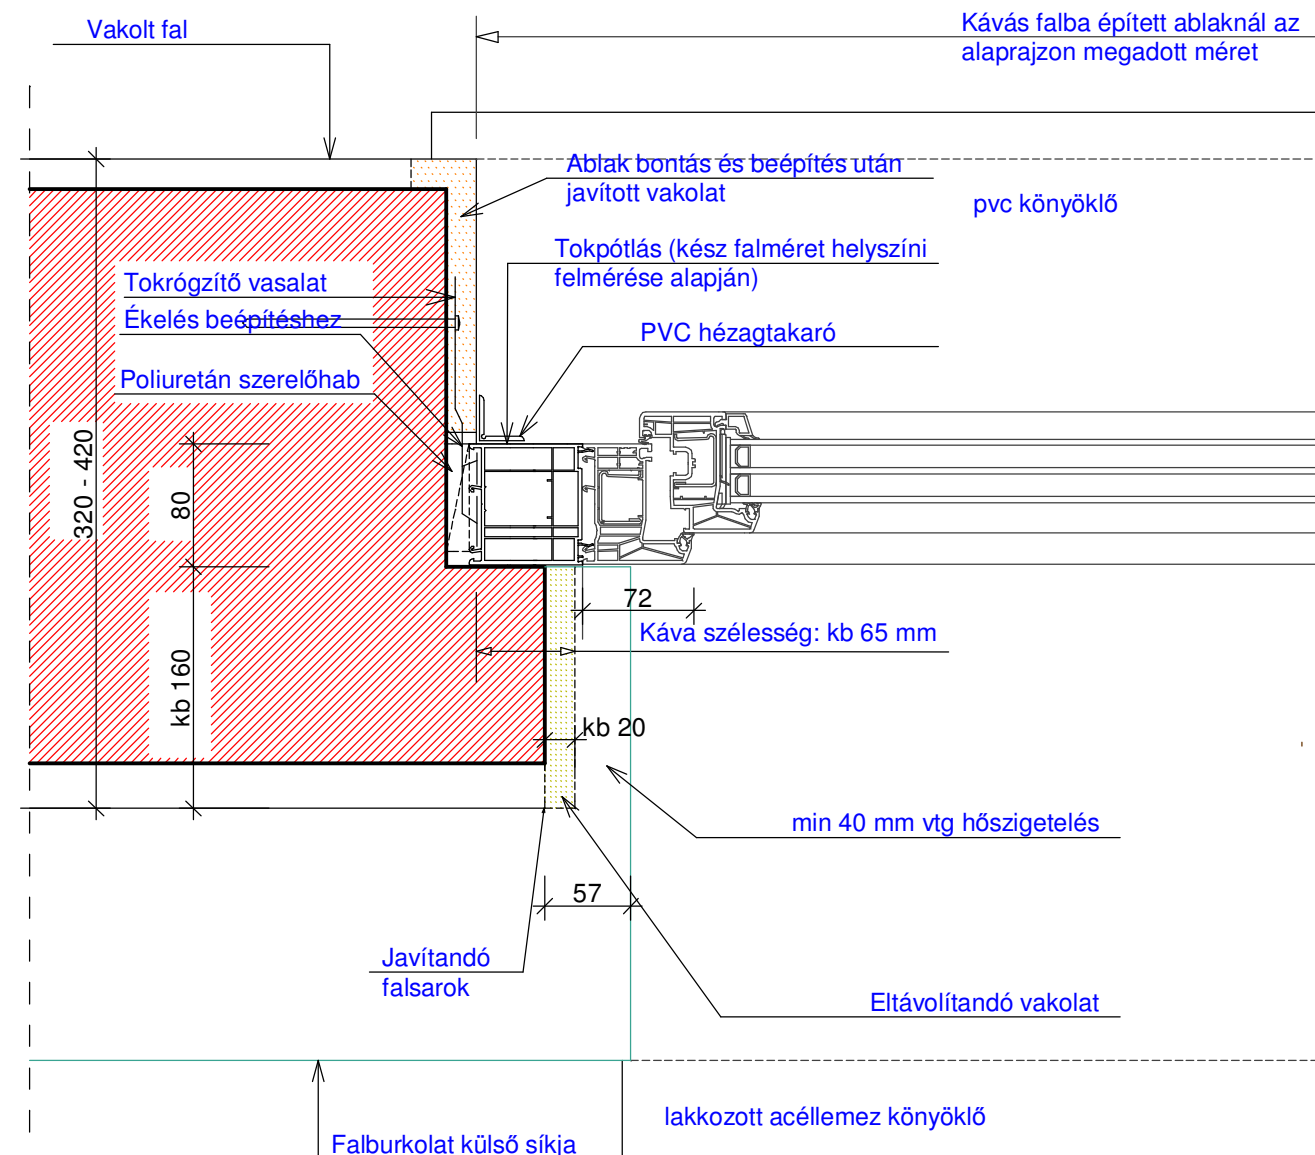 Vakolt fal
Kávás falba épített ablaknál az
alaprajzon megadott méret
Ablak bontás és beépítés után
javított vakolat
pvc könyöklő
Tokpótlás (kész falméret helyszíni
felmérése alapján)
Tokrögzítő vasalat
Ékelés beépítéshez
PVC hézagtakaró
Poliuretán szerelőhab
320 - 420
80
72
Káva szélesség: kb 65 mm
kb 160
kb 20
min 40 mm vtg hőszigetelés
57
Javítandó
falsarok
Eltávolítandó vakolat
lakkozott acéllemez könyöklő
Falburkolat külső síkja